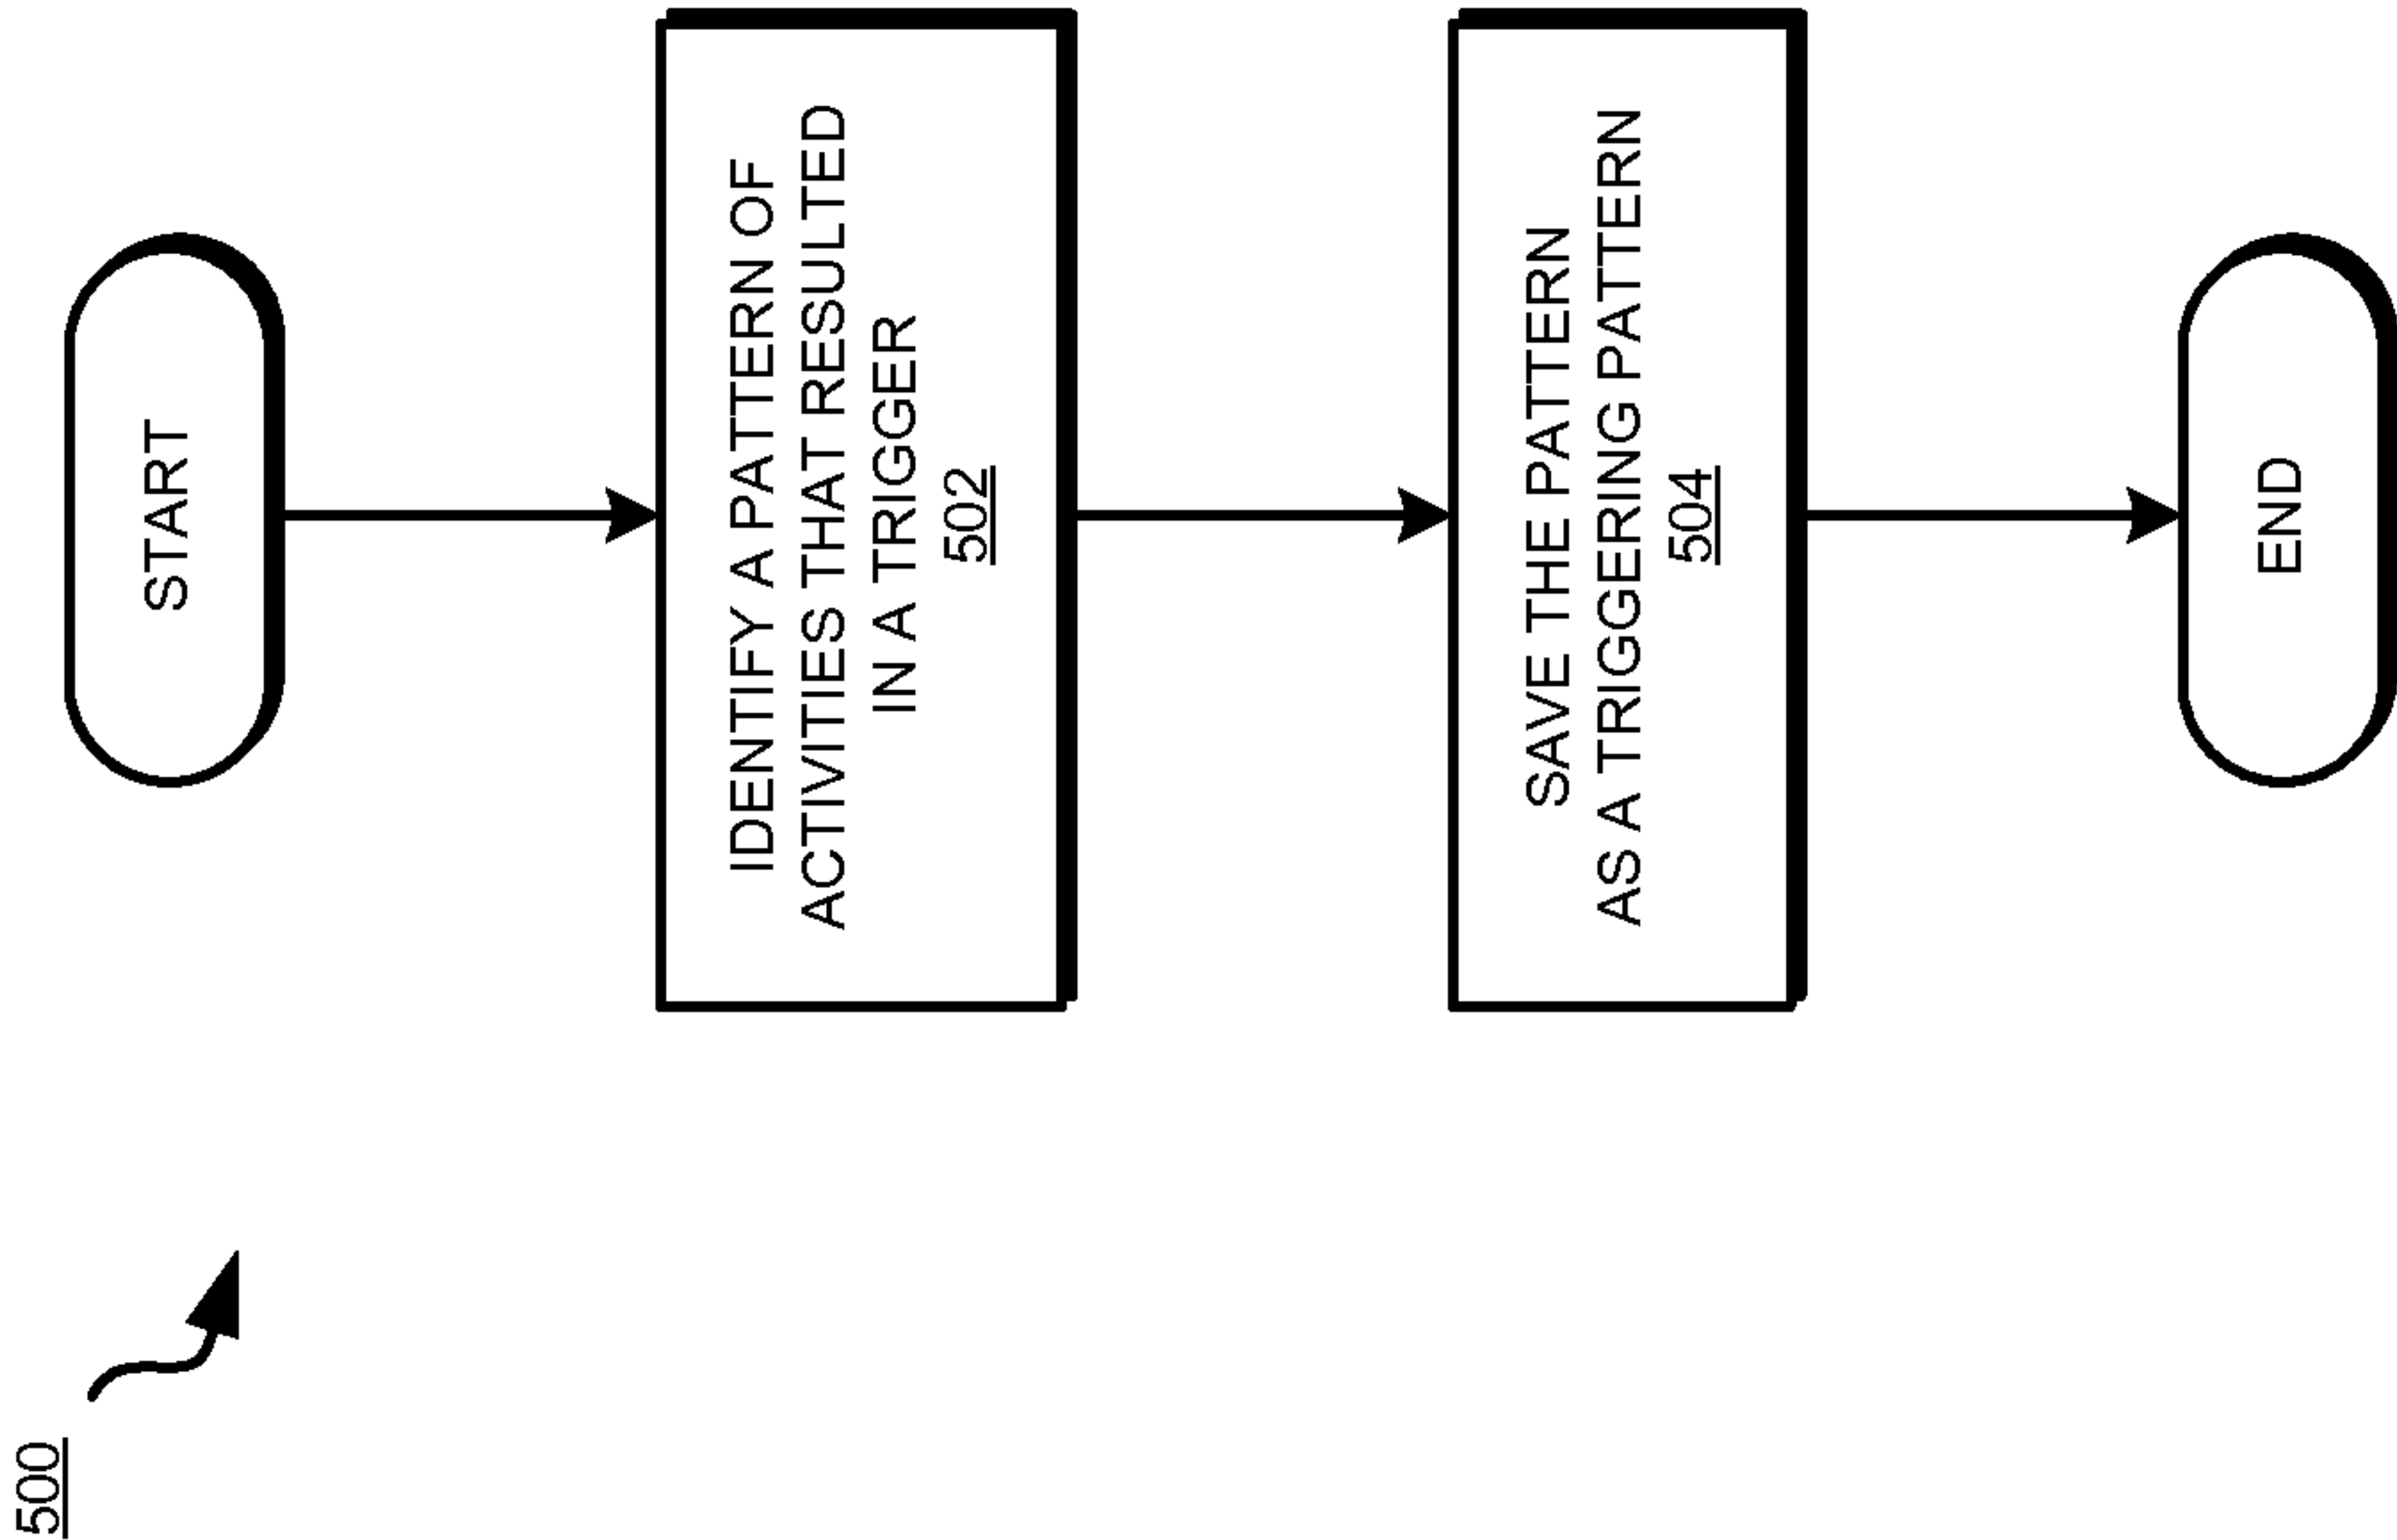 500
START
IDENTIFY A PATTERN OF
ACTIVITIES THAT RESULTED
IN A TRIGGER
502
SAVE THE PATTERN
AS A TRIGGERING PATTERN
504
END